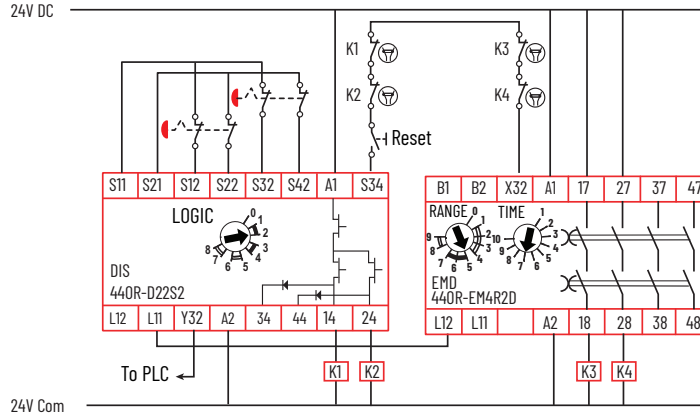 24V DC
K1
K3
K2
K4
Reset
S11 S21 S12 S22 S32 S42 A1 S34
B1 B2 X32 A1 17 27 37 47
LOGIC
0
1
2
3
4
5
6
7
8
RANGE
0
1
2
3
4
5
6
7
8
9
TIME
1
2
3
4
5
6
7
8
9
10
DIS
440R-D22S2
EMD
440R-EM4R2D
L12 L11 Y32 A2 34 44 14 24
L12 L11 A2 18 28 38 48
To PLC
K1 K2
K3 K4
24V Com